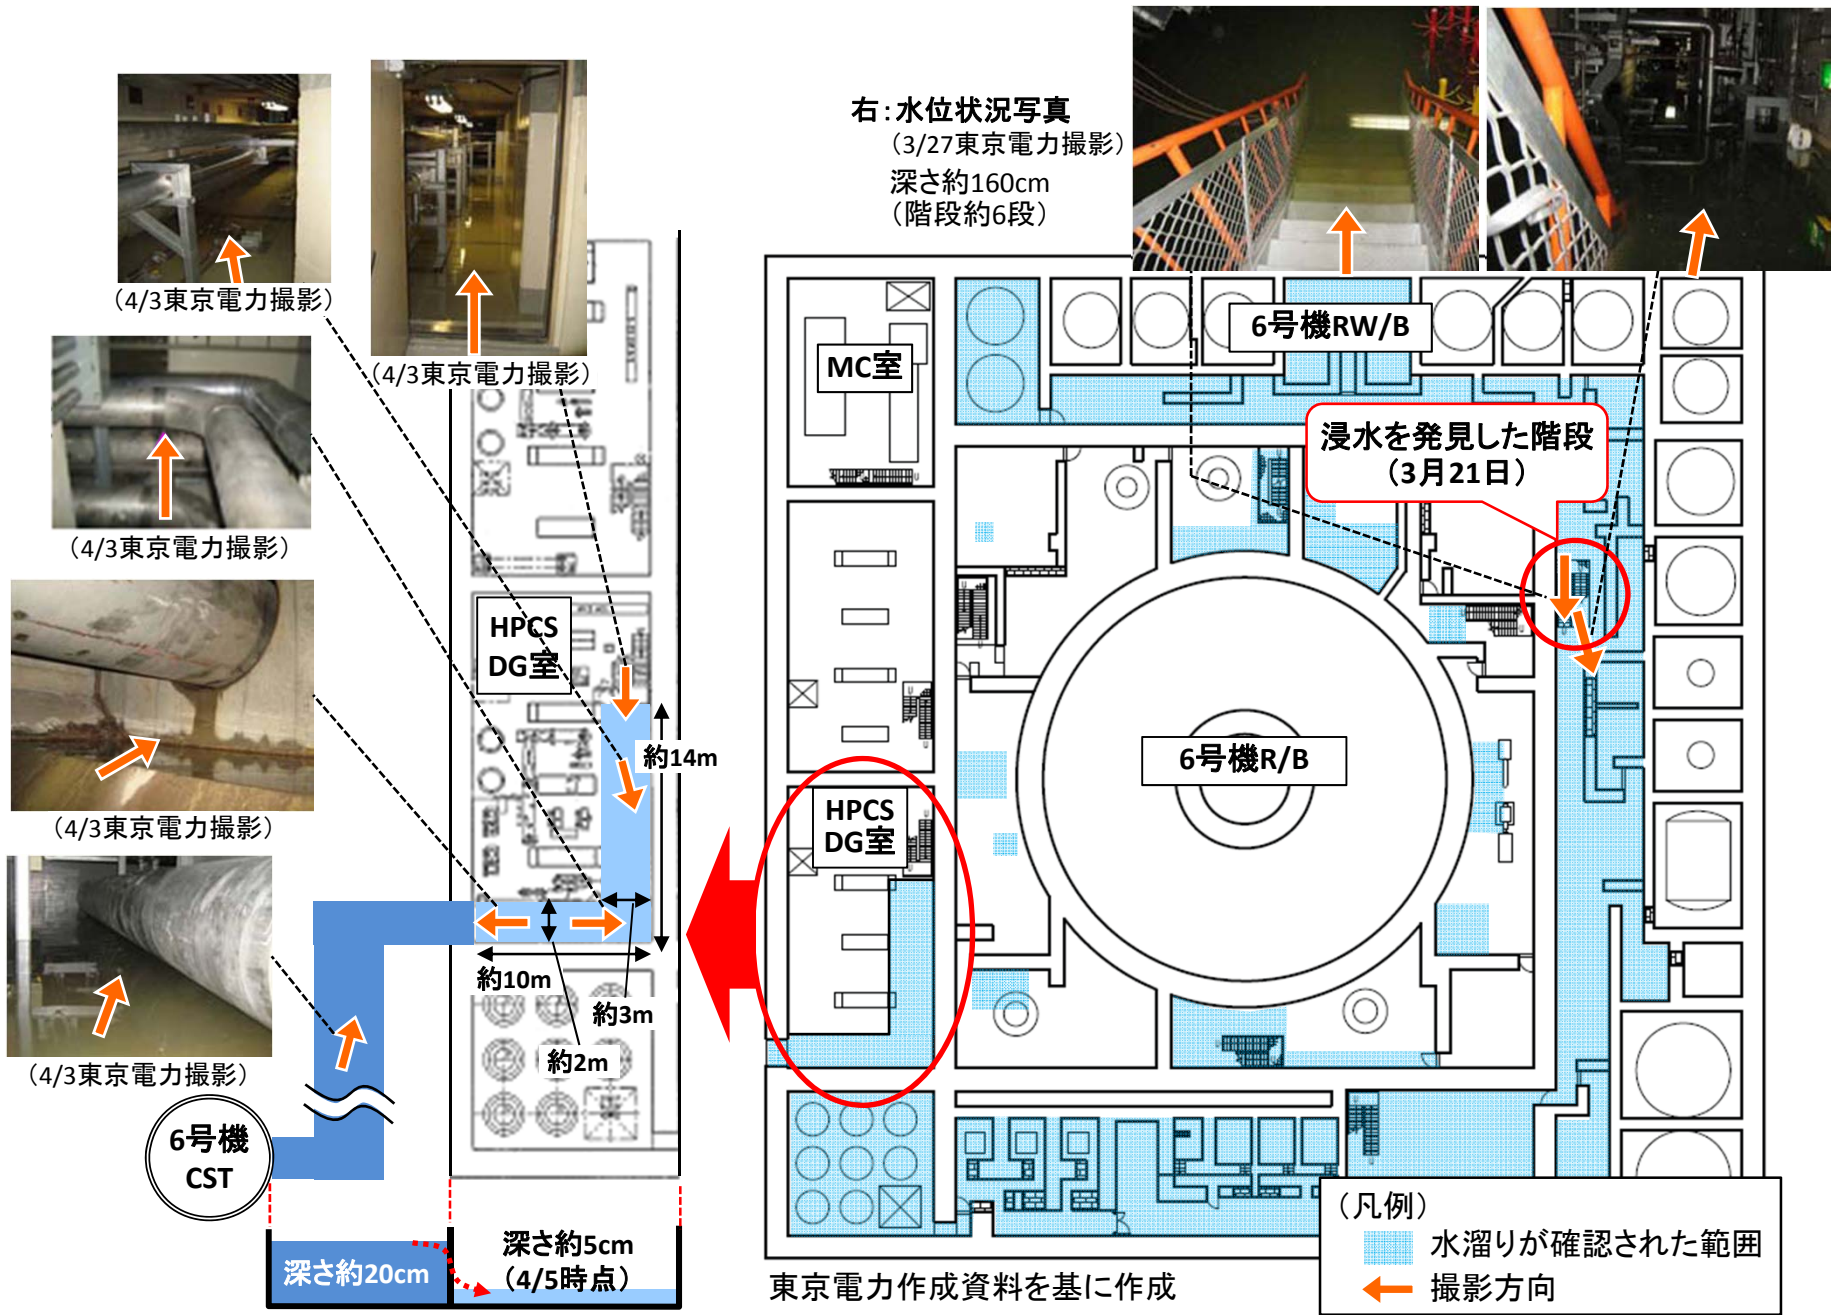 右：水位状況写真
（3/27東京電力撮影）
深さ約160cm
（階段約6段）
（4/3東京電力撮影）
（4/3東京電力撮影）
（4/3東京電力撮影）
（4/3東京電力撮影）
（4/3東京電力撮影）
6号機
CST
深さ約20cm
深さ約5cm
（4/5時点）
HPCS
DG室
約14m
約10m
約3m
約2m
MC室
6号機RW/B
浸水を発見した階段
（3月21日）
6号機R/B
HPCS
DG室
（凡例）
水溜りが確認された範囲
撮影方向
東京電力作成資料を基に作成